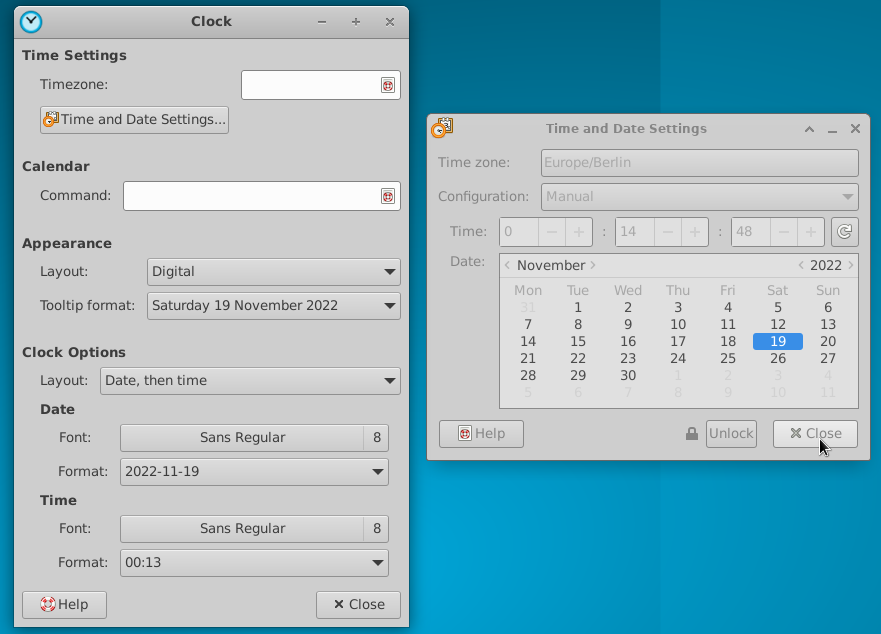 Clock
Time Settings
Timezone:
Time and Date Settings...
Calendar
Command:
Appearance
Layout: Digital
Tooltip format: Saturday 19 November 2022
Clock Options
Layout: Date, then time
Date
Font: Sans Regular 8
Format: 2022-11-19
Time
Font: Sans Regular 8
Format: 00:13
Help Close
Time and Date Settings
Time zone: Europe/Berlin
Configuration: Manual
Time: 0 − + : 14 − + : 48 − +
Date: November 2022
Mon Tue Wed Thu Fri Sat Sun
31 1 2 3 4 5 6
7 8 9 10 11 12 13
14 15 16 17 18 19 20
21 22 23 24 25 26 27
28 29 30 1 2 3 4
5 6 7 8 9 10 11
Help Unlock Close